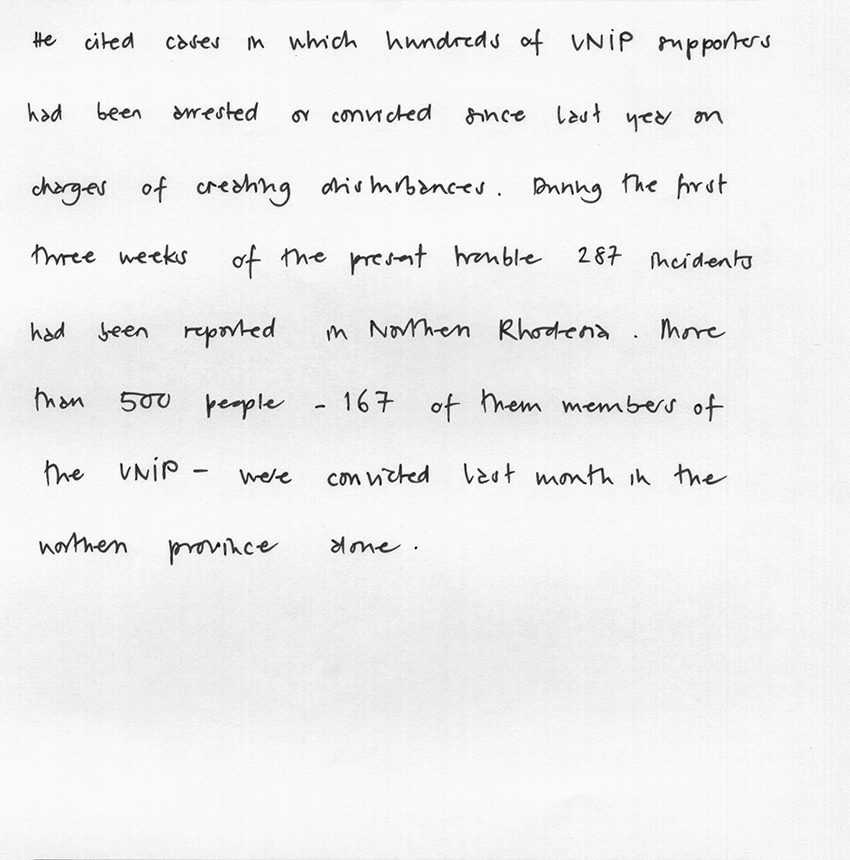 He cited cases in which hundreds of UNIP supporters
had been arrested or convicted since last year on
charges of creating disturbances. During the first
three weeks of the present trouble 287 incidents
had been reported in Northen Rhodesia. More
than 500 people - 167 of them members of
the UNIP - were convicted last month in the
northen province alone.